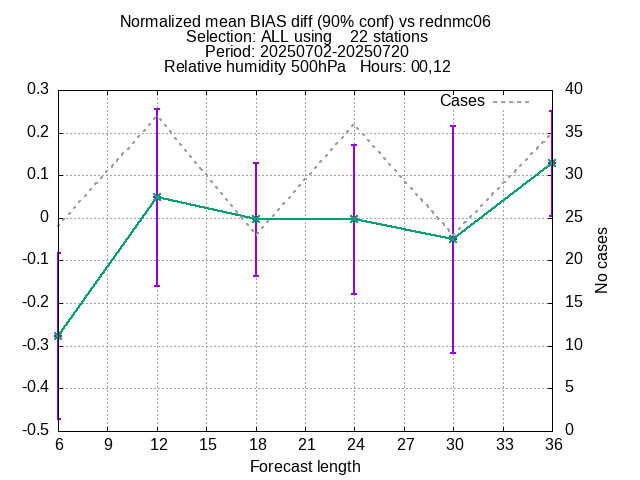 Normalized mean BIAS diff (90% conf) vs rednmc06
Selection: ALL using    22 stations
Period: 20250702-20250720
Relative humidity 500hPa   Hours: 00,12
Cases
0.3
0.2
0.1
0
-0.1
-0.2
-0.3
-0.4
-0.5
40
35
30
25
20
15
10
5
0
No cases
6 9 12 15 18 21 24 27 30 33 36
Forecast length